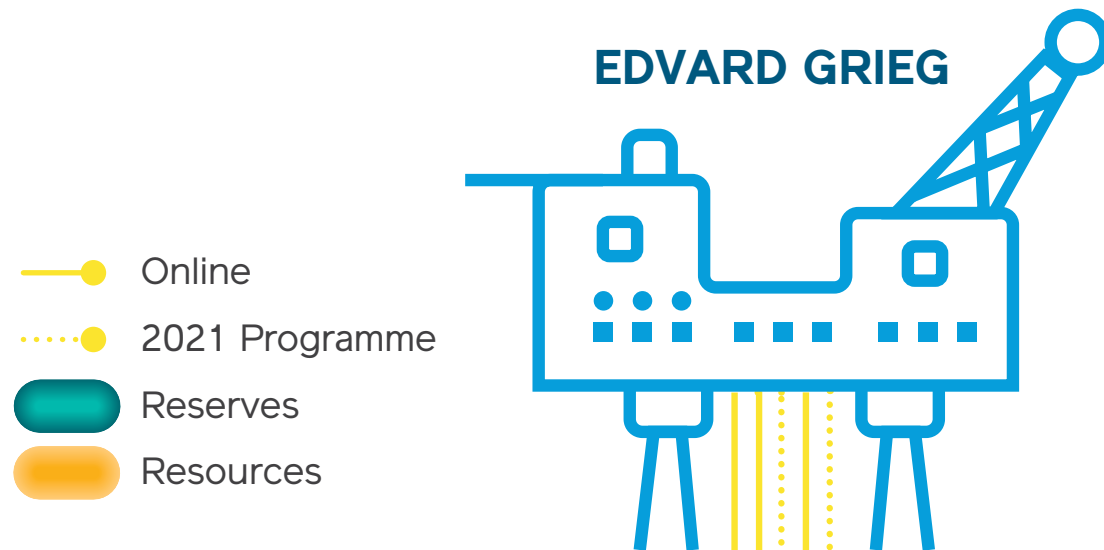 EDVARD GRIEG
Online
2021 Programme
Reserves
Resources